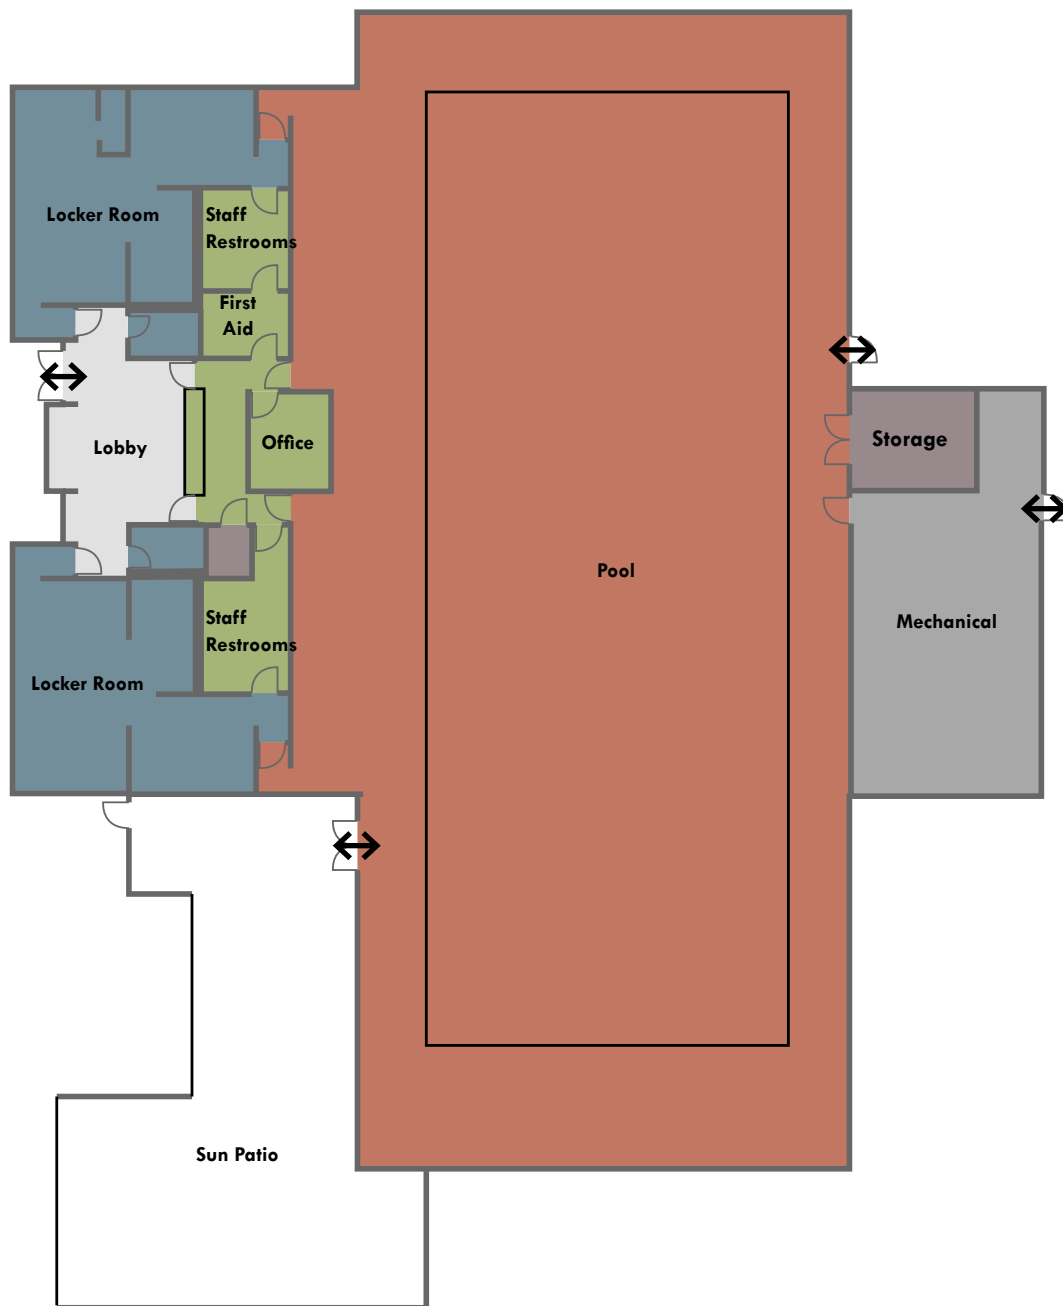 Locker Room
Staff
Restrooms
First
Aid
Lobby
Office
Storage
Pool
Mechanical
Staff
Restrooms
Locker Room
Sun Patio